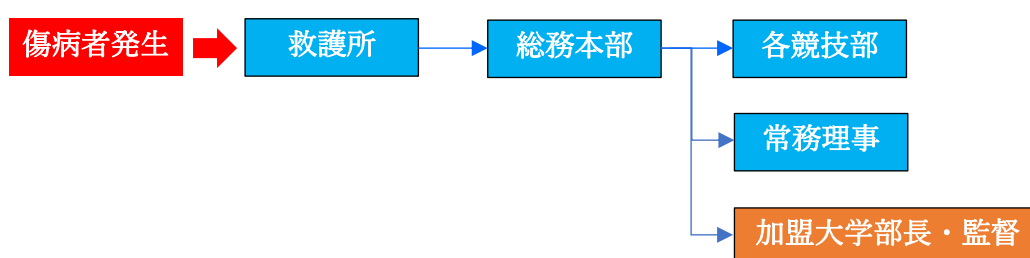 傷病者発生
救護所
総務本部
各競技部
常務理事
加盟大学部長・監督